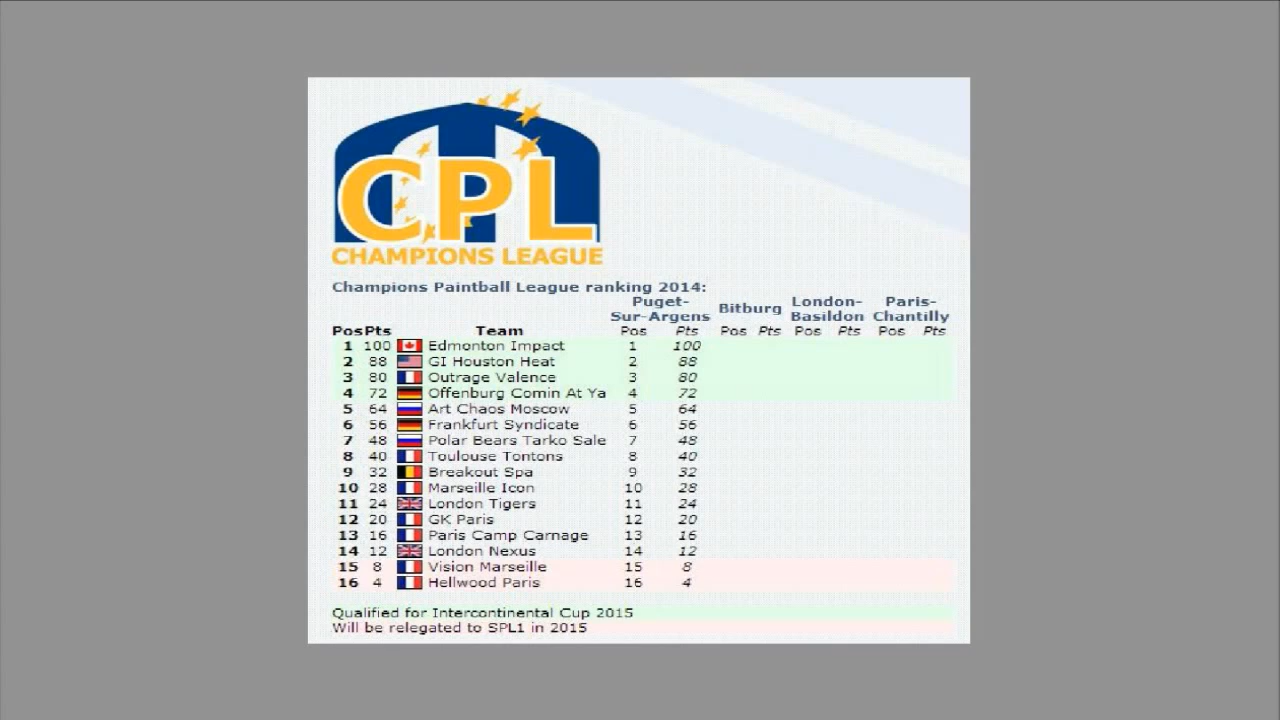 CPL
CHAMPIONS LEAGUE
Champions Paintball League ranking 2014:
Puget-Sur-Argens Bitburg London-Basildon Paris-Chantilly
Pos Pts Team Pos Pts Pos Pts Pos Pts Pos Pts
1 100 Edmonton Impact 1 100
2 88 GI Houston Heat 2 88
3 80 Outrage Valence 3 80
4 72 Offenburg Comin At Ya 4 72
5 64 Art Chaos Moscow 5 64
6 56 Frankfurt Syndicate 6 56
7 48 Polar Bears Tarko Sale 7 48
8 40 Toulouse Tontons 8 40
9 32 Breakout Spa 9 32
10 28 Marseille Icon 10 28
11 24 London Tigers 11 24
12 20 GK Paris 12 20
13 16 Paris Camp Carnage 13 16
14 12 London Nexus 14 12
15 8 Vision Marseille 15 8
16 4 Hellwood Paris 16 4
Qualified for Intercontinental Cup 2015
Will be relegated to SPL1 in 2015